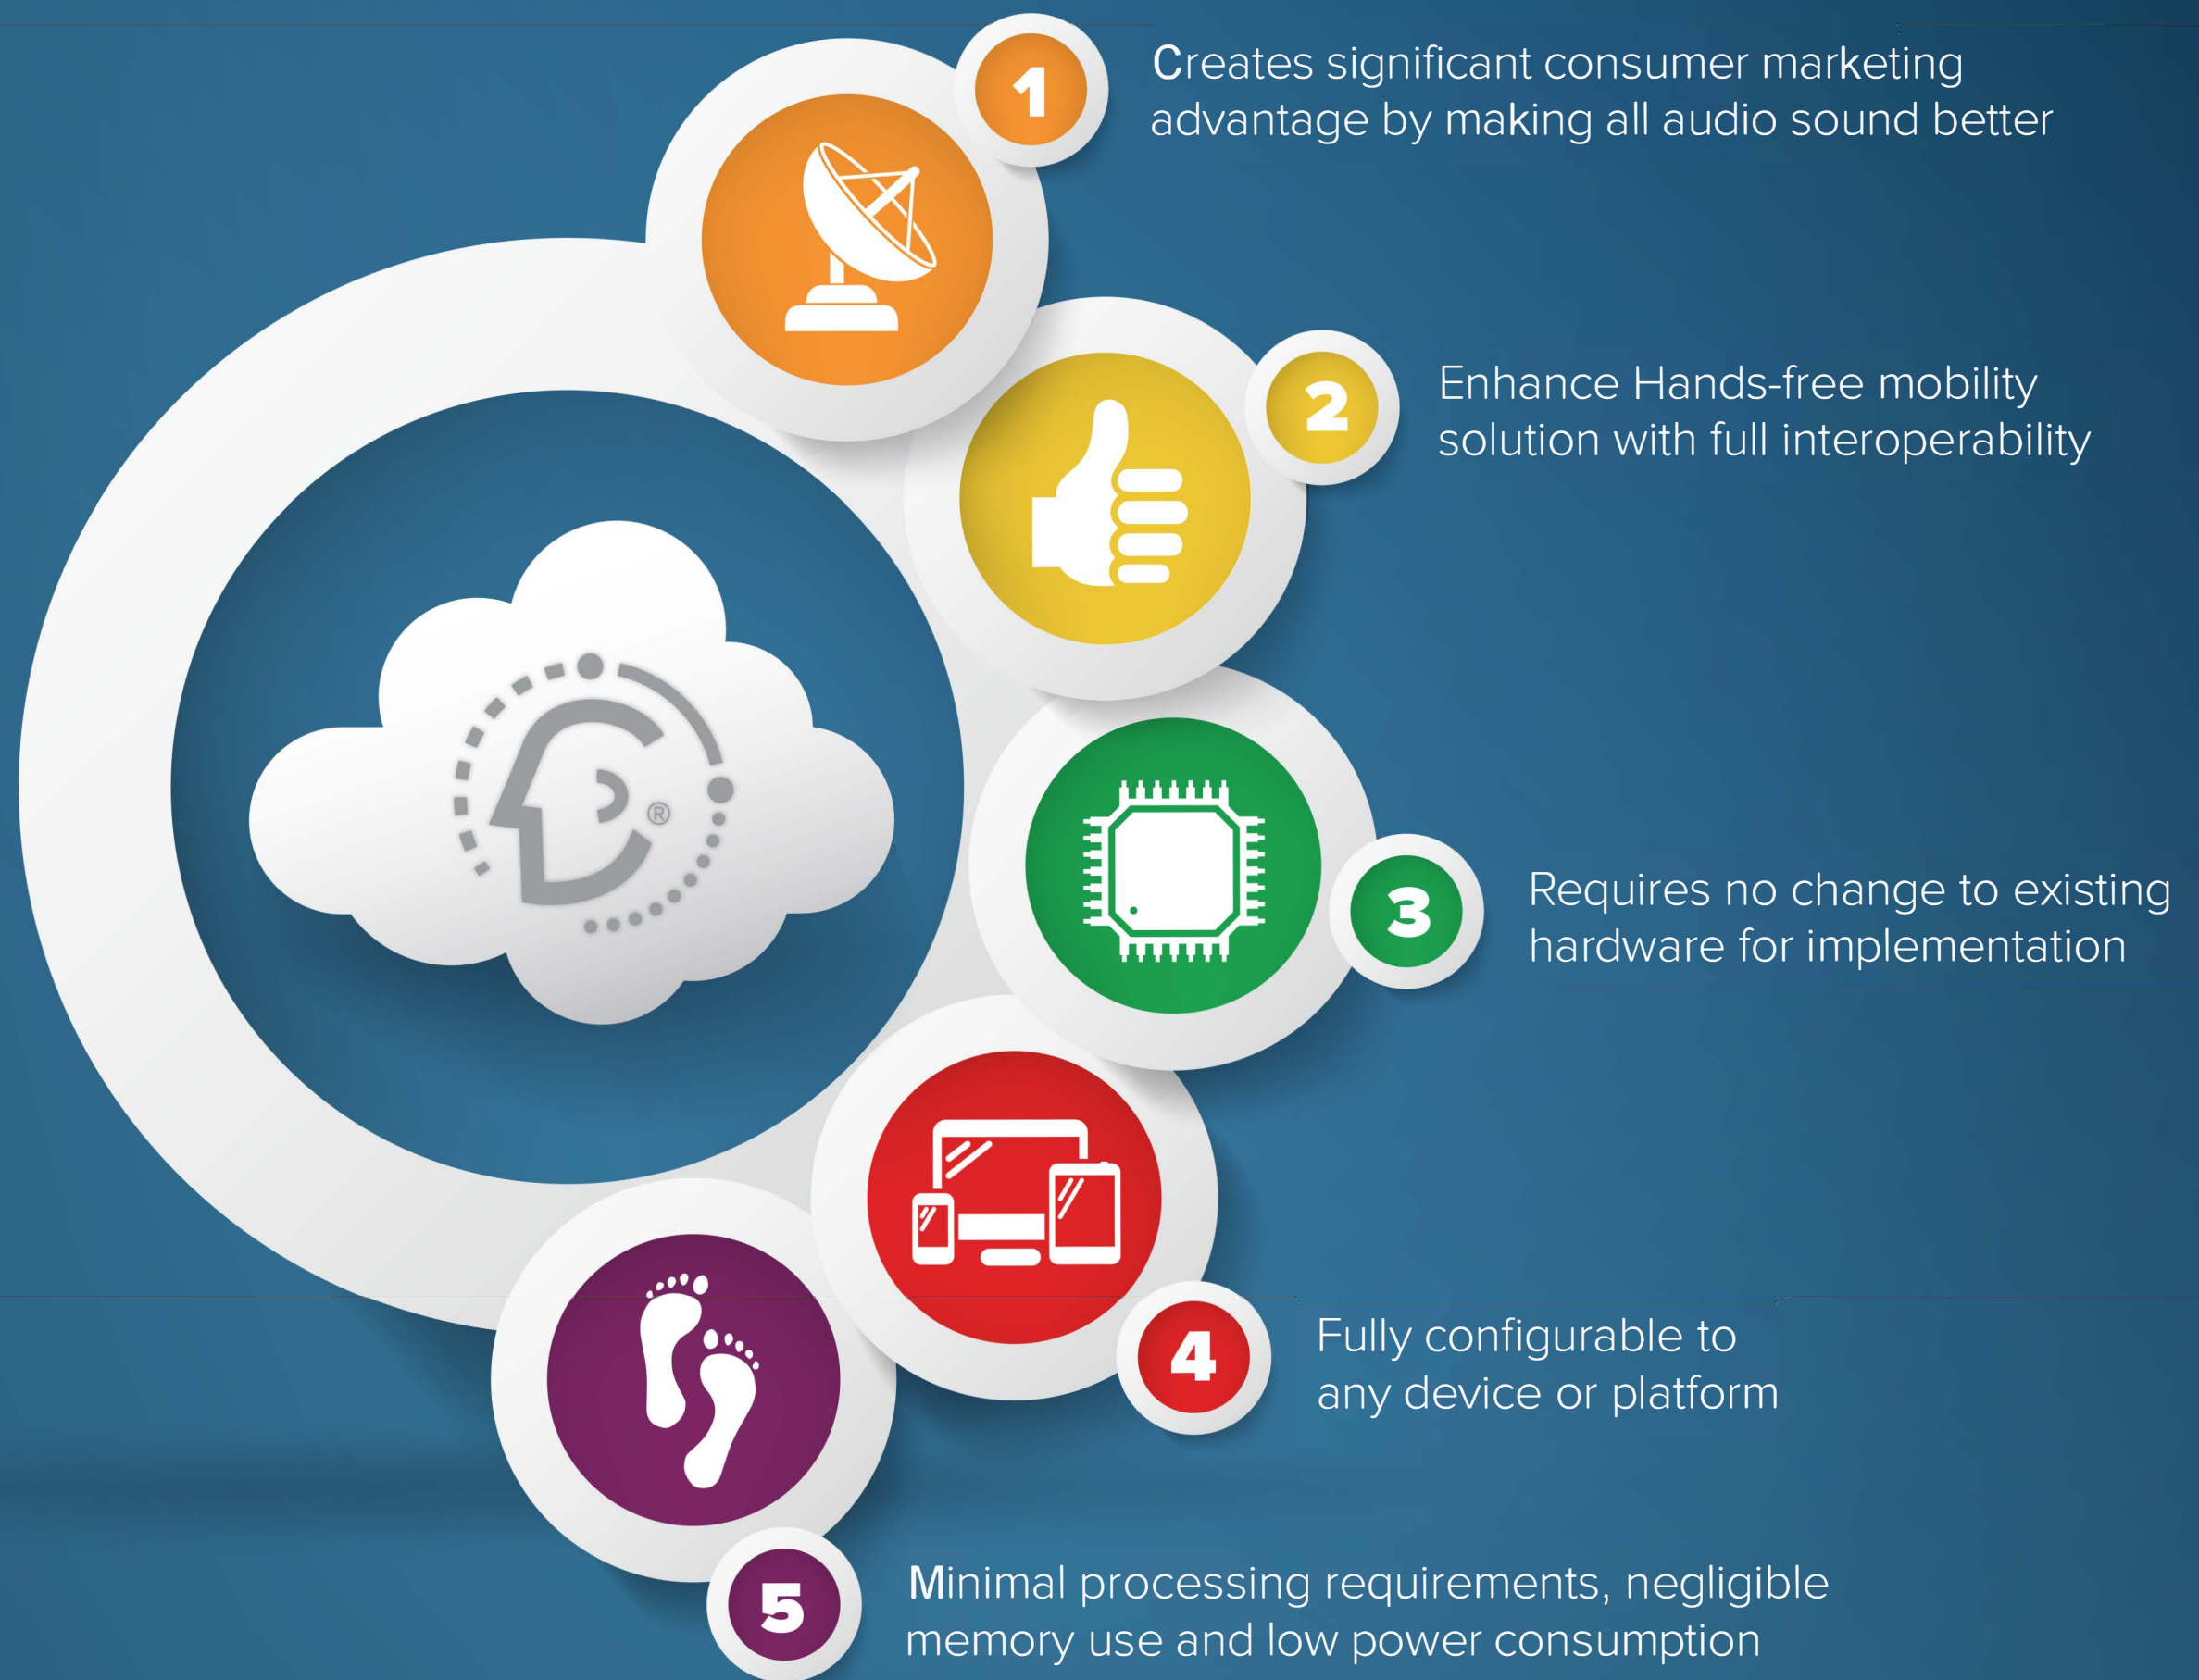 1
Creates significant consumer marketing
advantage by making all audio sound better
2
Enhance Hands-free mobility
solution with full interoperability
®
3
Requires no change to existing
hardware for implementation
4
Fully configurable to
any device or platform
5
Minimal processing requirements, negligible
memory use and low power consumption